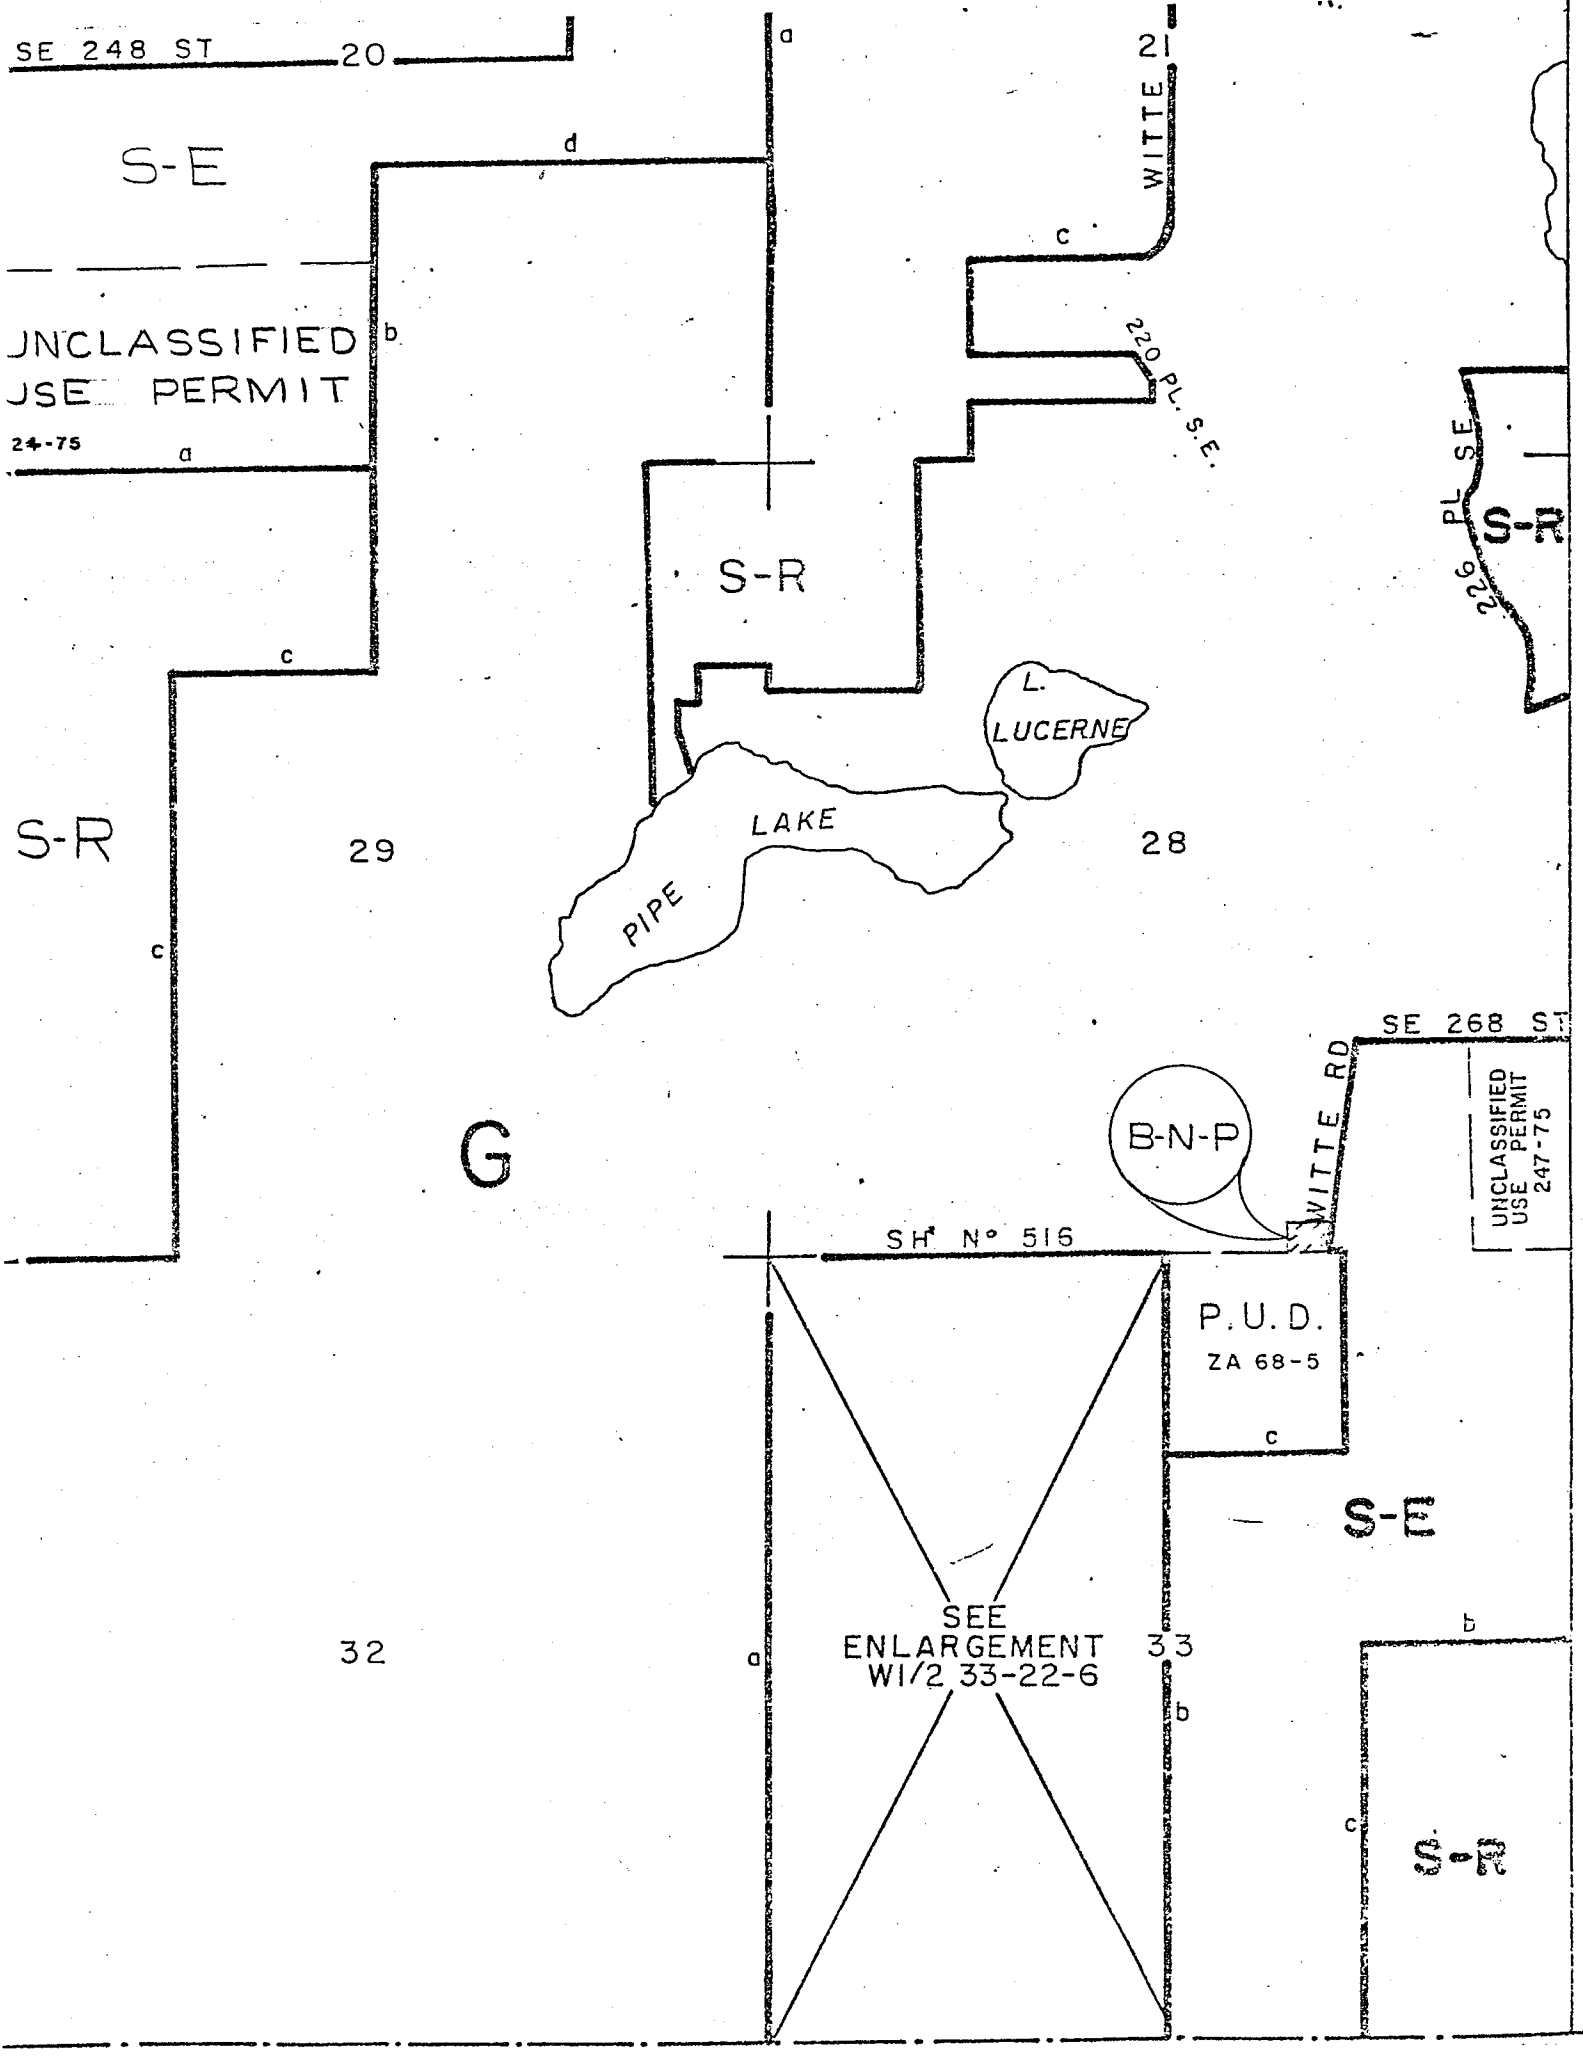 SE 248 ST
20
a
21
WITTE
S-E
d
c
JNCLASSIFIED
JSE PERMIT
24-75
b
a
220 PL. S.E.
226 PL SE
S-R
S-R
c
L.
LUCERNE
S-R
29
LAKE
PIPE
28
c
SE 268 ST
WITTE RD
UNCLASSIFIED
USE PERMIT
247-75
B-N-P
G
SH Nº 516
P.U.D.
ZA 68-5
c
S-E
32
a
SEE
ENLARGEMENT
W1/2 33-22-6
33
b
b
c
S-R